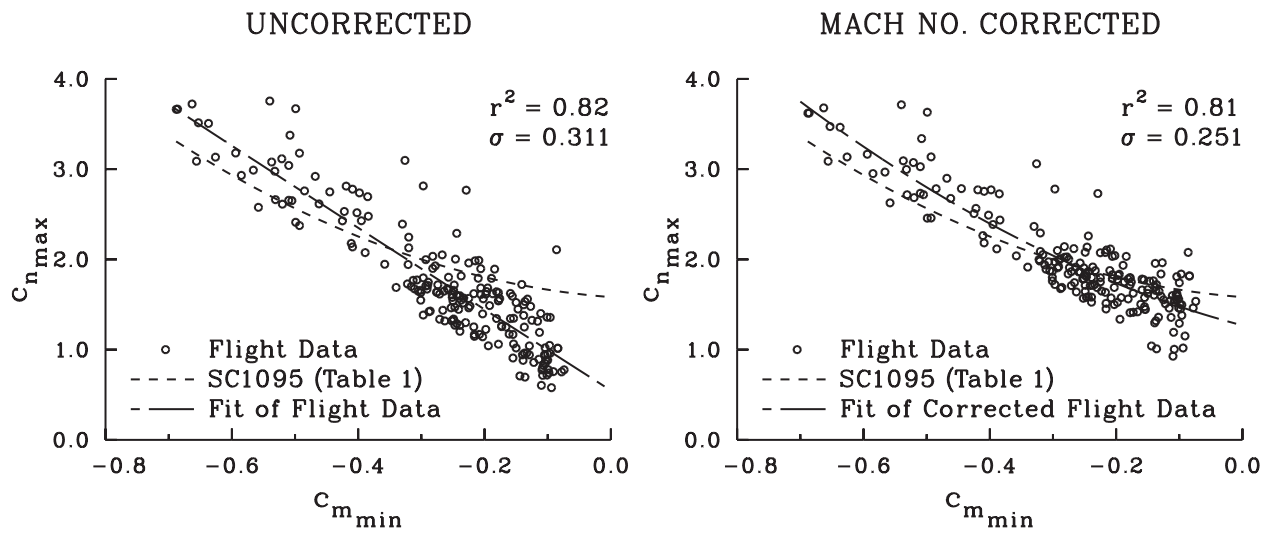 UNCORRECTED
4.0
3.0
2.0
1.0
0.0
c_n_max
r² = 0.82
σ = 0.311
Flight Data
SC1095 (Table 1)
Fit of Flight Data
−0.8 −0.6 −0.4 −0.2 0.0
c_m_min
MACH NO. CORRECTED
4.0
3.0
2.0
1.0
0.0
c_n_max
r² = 0.81
σ = 0.251
Flight Data
SC1095 (Table 1)
Fit of Corrected Flight Data
−0.8 −0.6 −0.4 −0.2 0.0
c_m_min